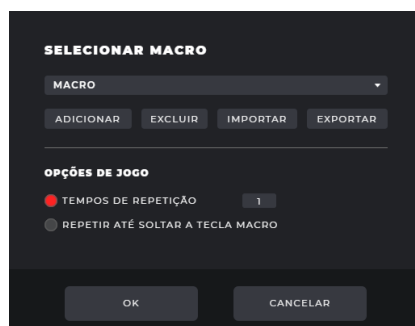 SELECIONAR MACRO
MACRO
ADICIONAR EXCLUIR IMPORTAR EXPORTAR
OPÇÕES DE JOGO
TEMPOS DE REPETIÇÃO 1
REPETIR ATÉ SOLTAR A TECLA MACRO
OK CANCELAR